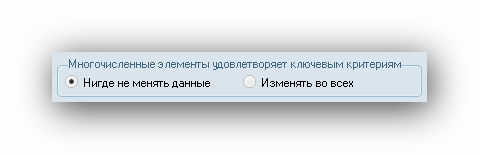 Многочисленные элементы удовлетворяет ключевым критериям
Нигде не менять данные Изменять во всех